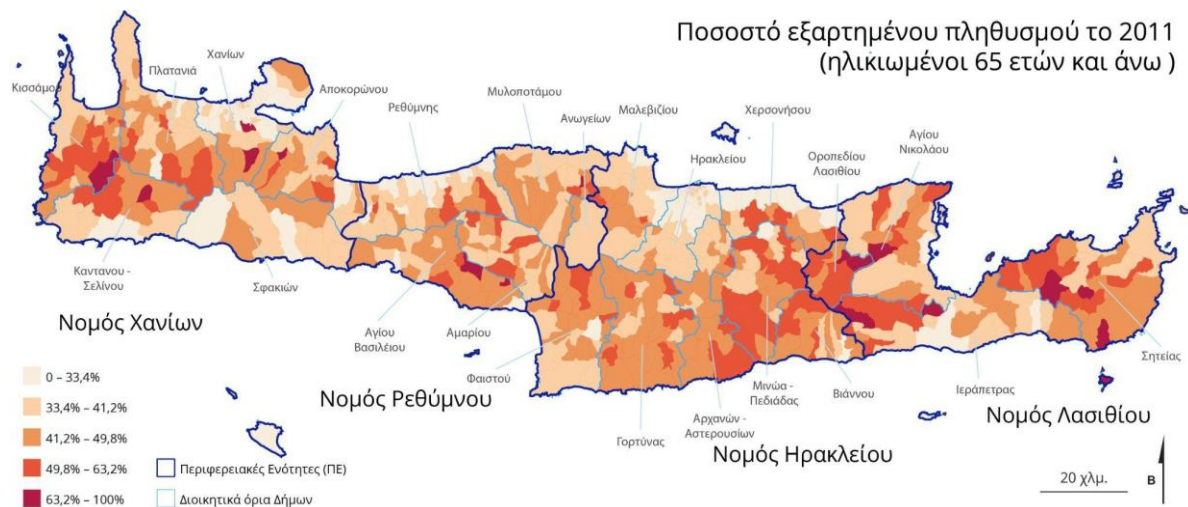 Ποσοστό εξαρτημένου πληθυσμού το 2011
(ηλικιωμένοι 65 ετών και άνω )
Κισσάμου
Πλατανιά
Χανίων
Αποκορώνου
Ρεθύμνης
Μυλοποτάμου
Ανωγείων
Μαλεβιζίου
Ηρακλείου
Χερσονήσου
Οροπεδίου
Λασιθίου
Αγίου
Νικολάου
Καντανου -
Σελίνου
Σφακιών
Νομός Χανίων
Αγίου
Βασιλείου
Αμαρίου
Φαιστού
Νομός Ρεθύμνου
Γορτύνας
Αρχανών -
Αστερουσίων
Μινώα -
Πεδιάδας
Βιάννου
Ιεράπετρας
Σητείας
Νομός Ηρακλείου
Νομός Λασιθίου
0 – 33,4%
33,4% – 41,2%
41,2% – 49,8%
49,8% – 63,2%
63,2% – 100%
Περιφερειακές Ενότητες (ΠΕ)
Διοικητικά όρια Δήμων
20 χλμ.
Β